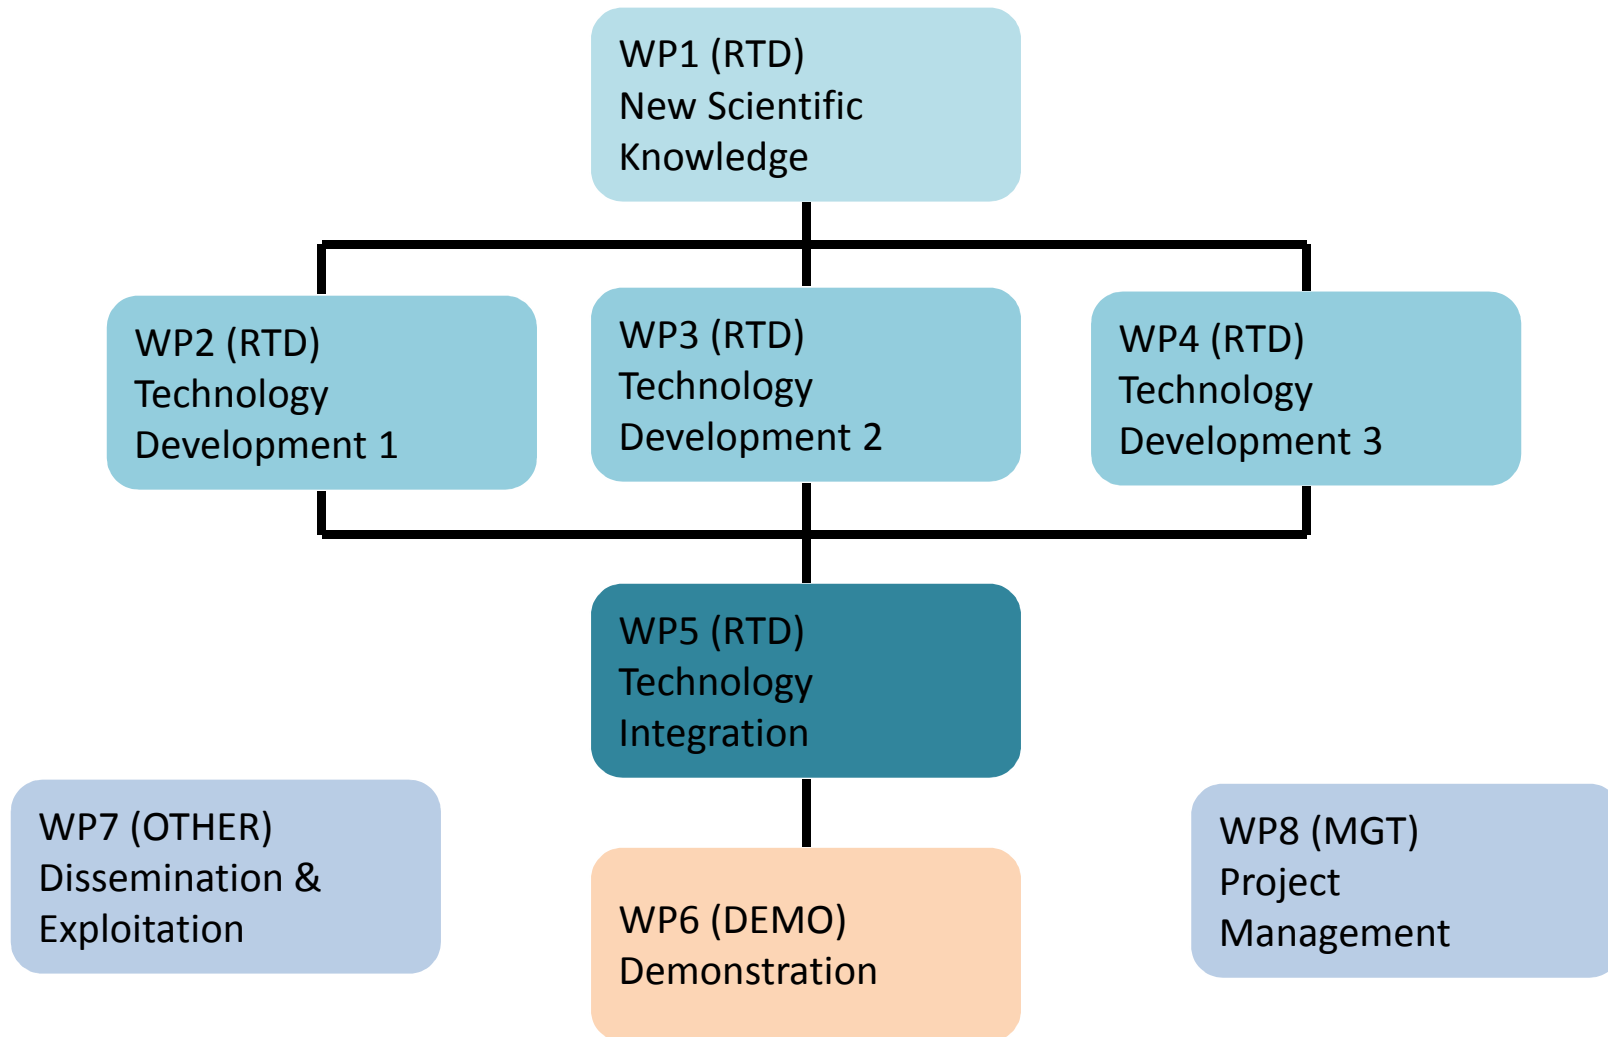 WP1 (RTD)
New Scientific
Knowledge
WP2 (RTD)
Technology
Development 1
WP3 (RTD)
Technology
Development 2
WP4 (RTD)
Technology
Development 3
WP5 (RTD)
Technology
Integration
WP7 (OTHER)
Dissemination &
Exploitation
WP6 (DEMO)
Demonstration
WP8 (MGT)
Project
Management